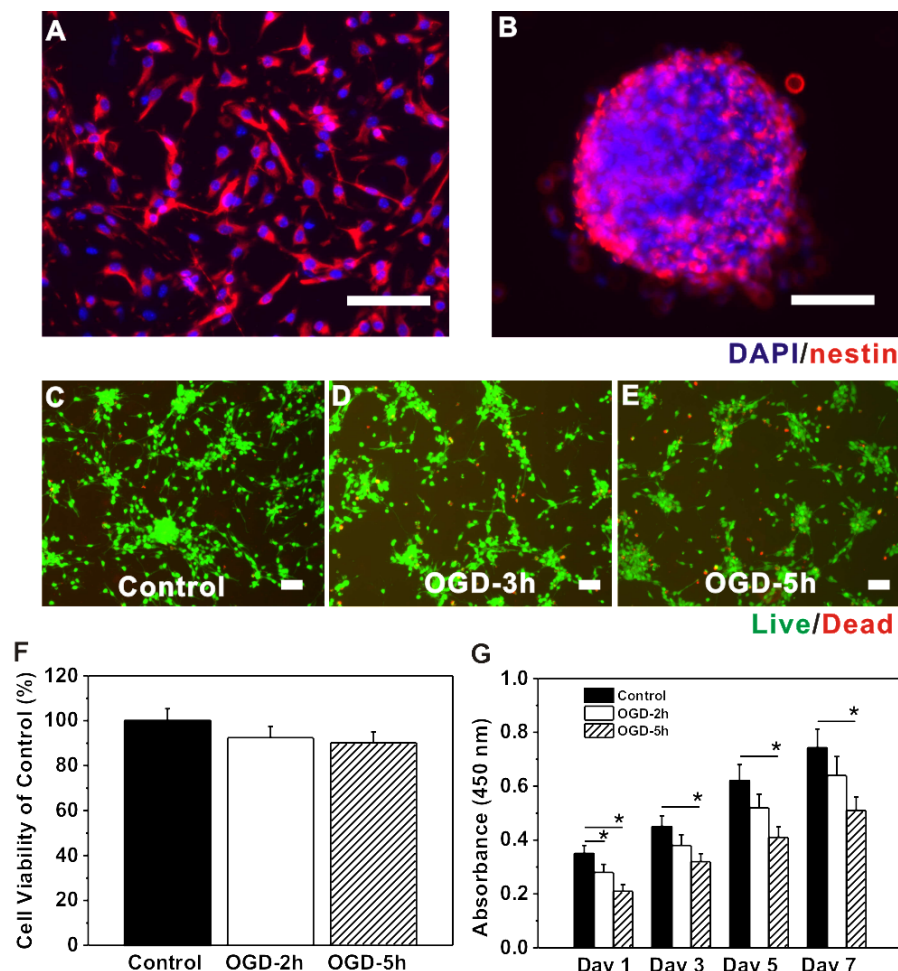 A
B
DAPI/nestin
C
D
E
Control
OGD-3h
OGD-5h
Live/Dead
F
Cell Viability of Control (%)
120
100
80
60
40
20
0
Control
OGD-2h
OGD-5h
G
Absorbance (450 nm)
1.0
0.8
0.6
0.4
0.2
0.0
Control
OGD-2h
OGD-5h
*
*
*
*
*
Day 1
Day 3
Day 5
Day 7